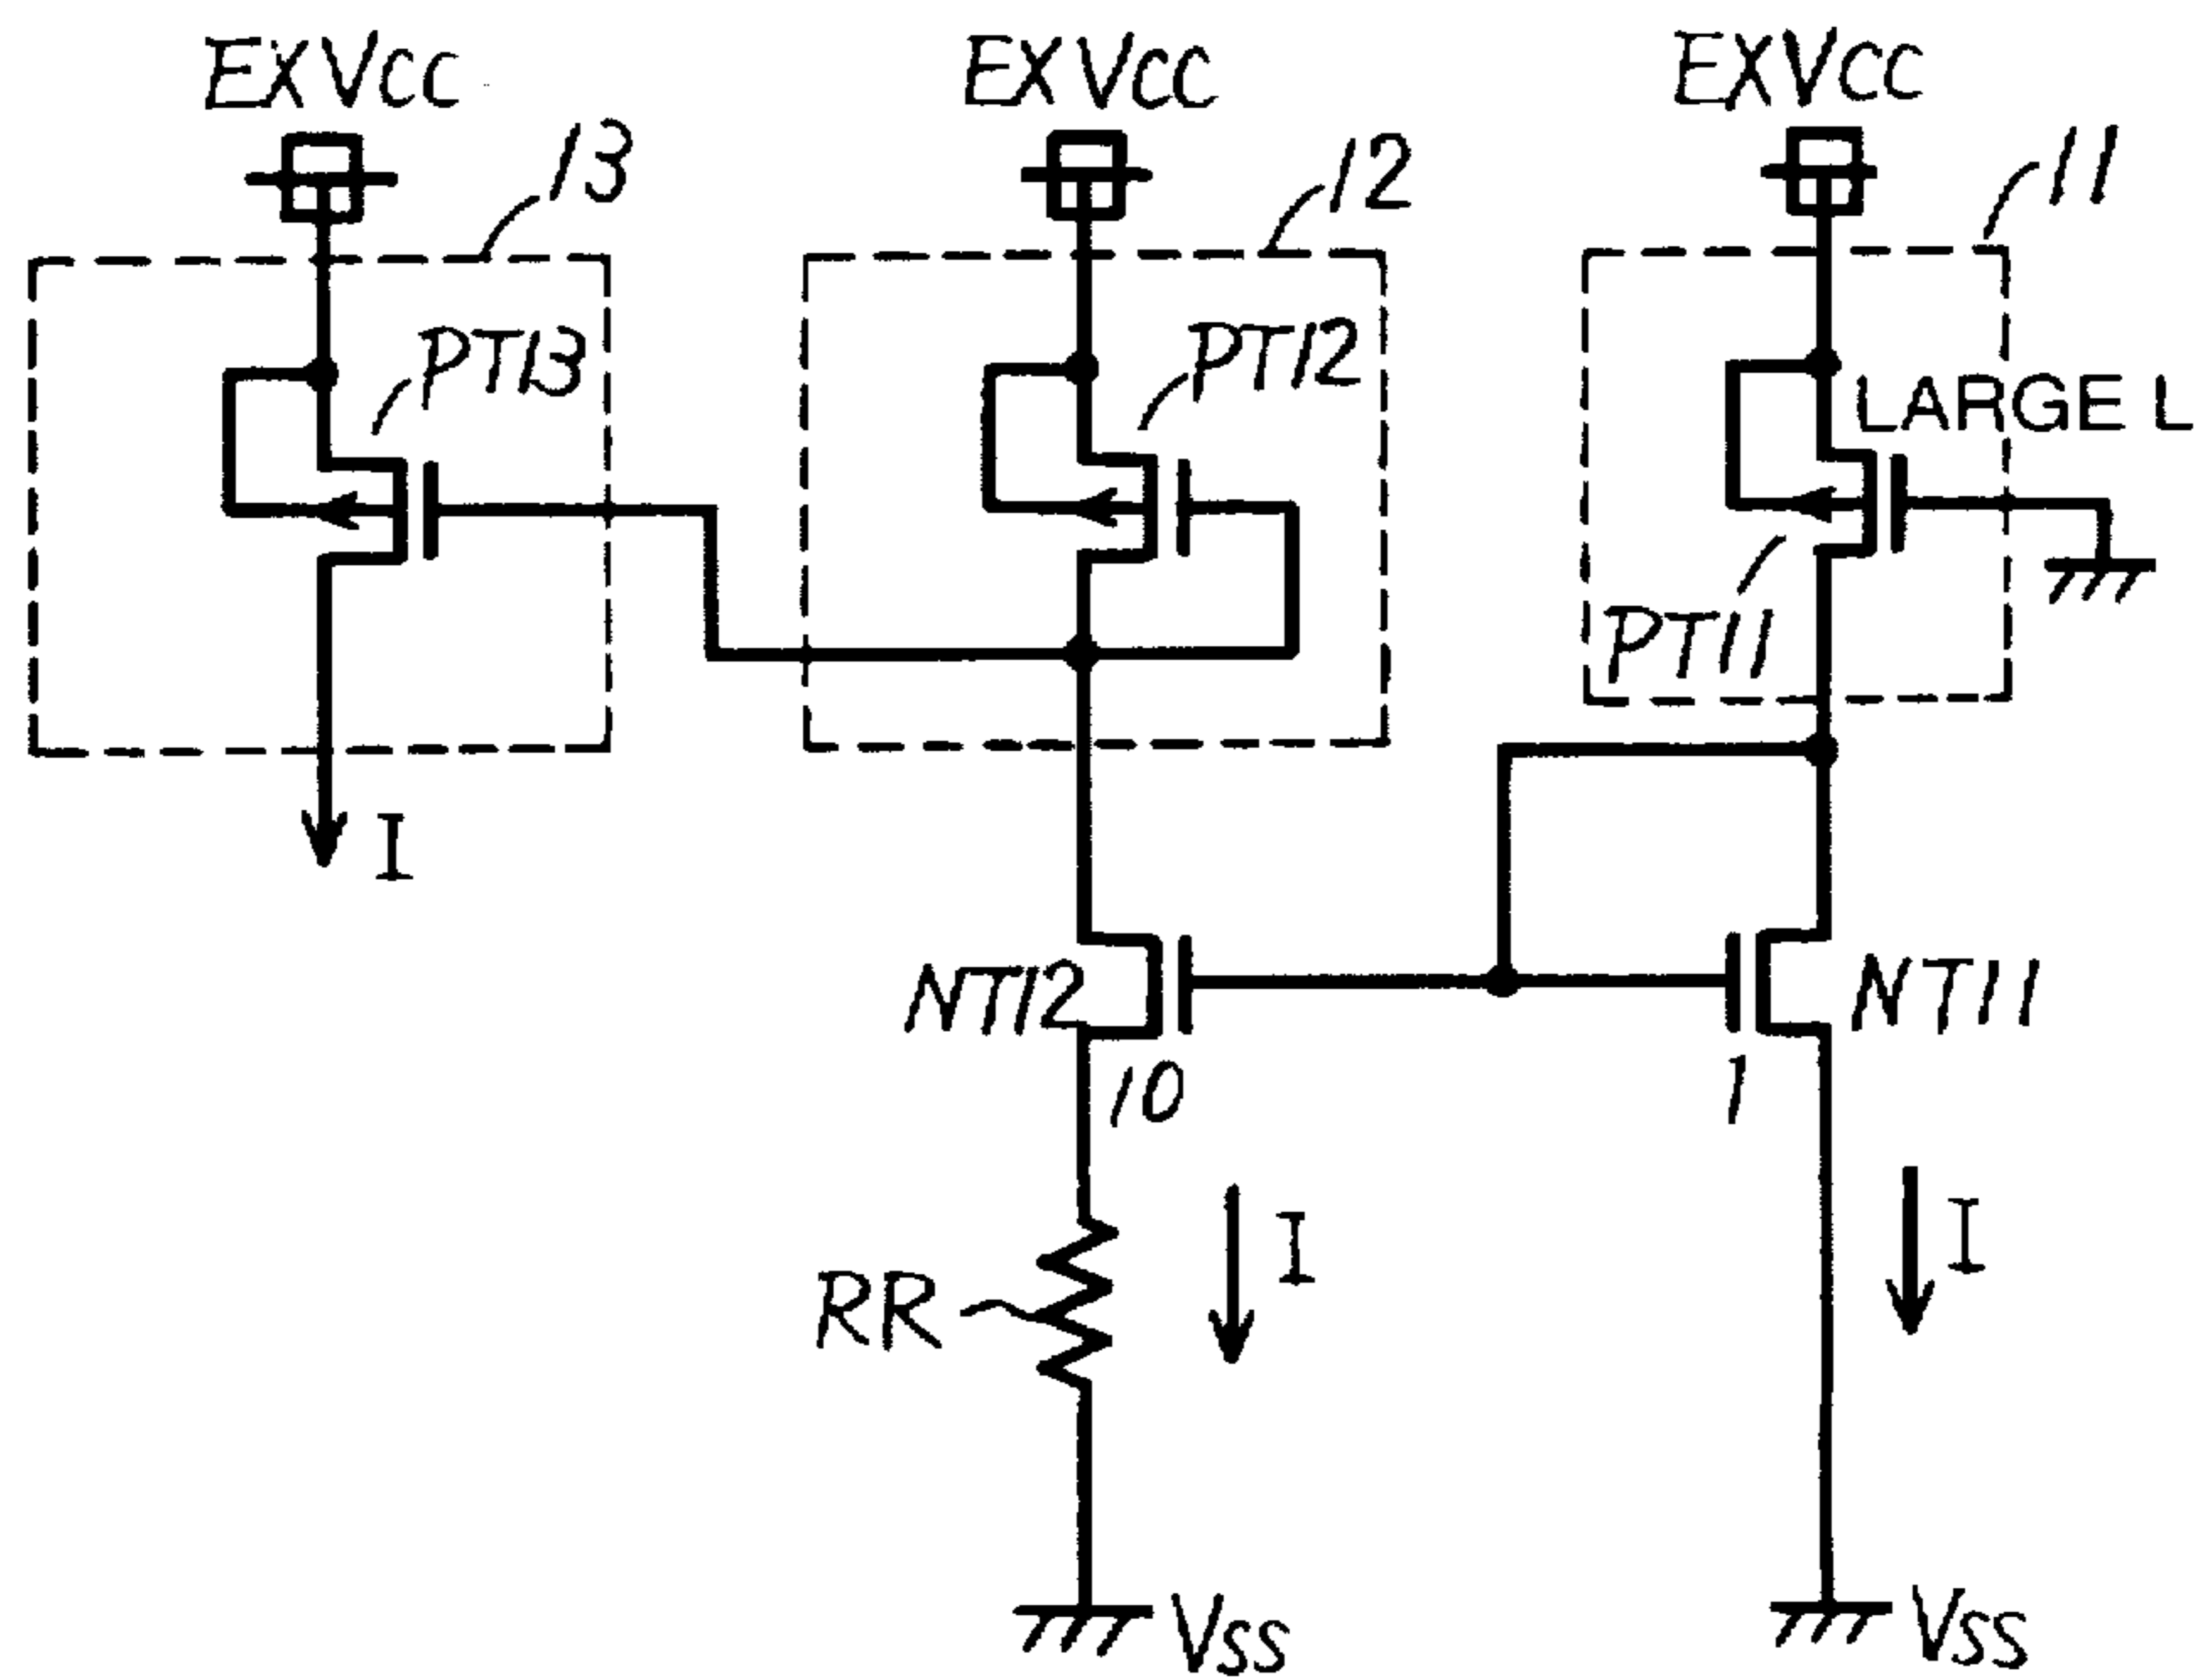 EXVcc
EXVcc
EXVcc
13
12
11
PT13
PT12
LARGE L
PT11
I
NT12
NT11
10
1
I
I
RR
Vss
Vss